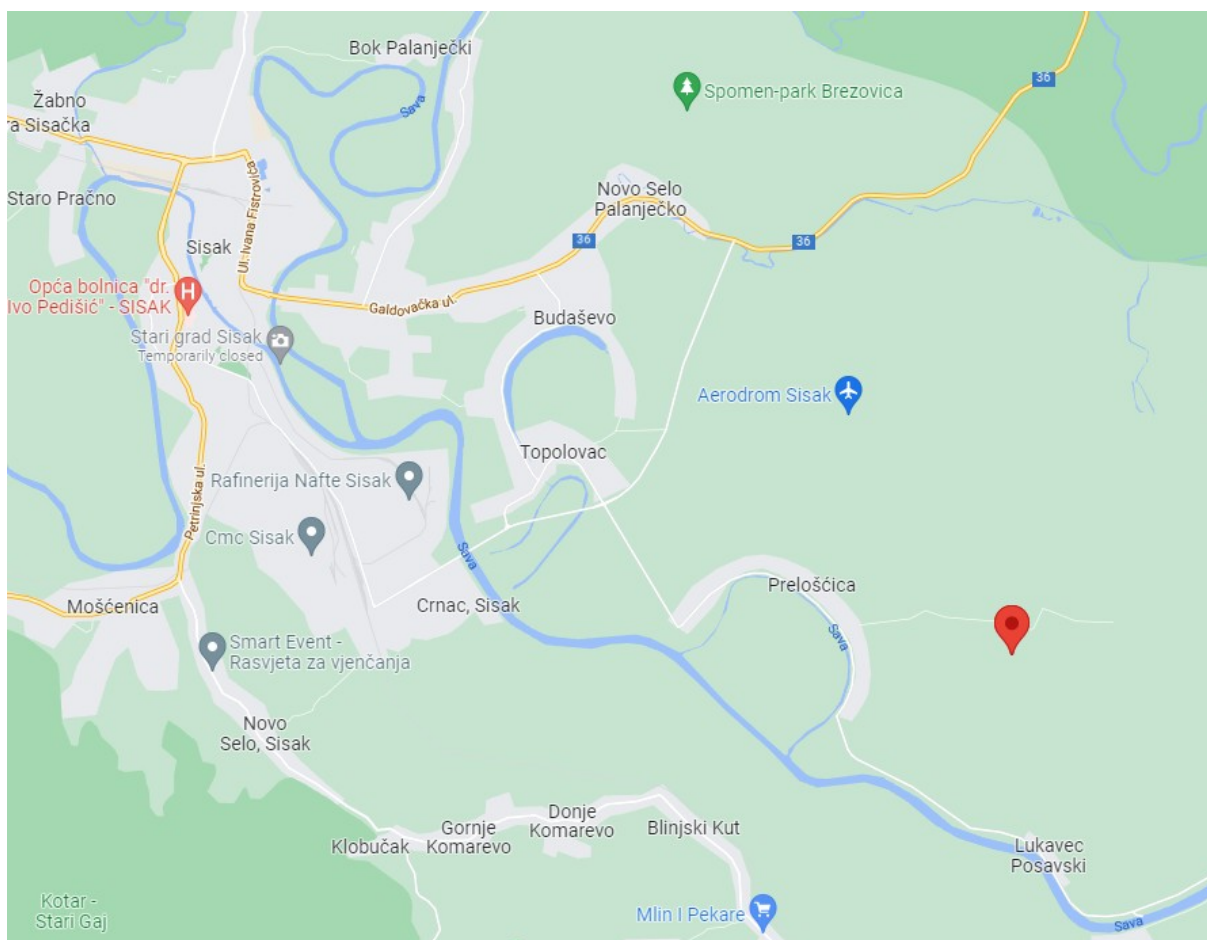 Bok Palanječki
Sava
36
Spomen-park Brezovica
Žabno
ra Sisačka
Staro Pračno
Ul. Ivana Fistrovića
Novo Selo
Palanječko
36
36
Sisak
Opća bolnica "dr.
Ivo Pedišić" - SISAK
H
Galdovačka ul.
Budaševo
Stari grad Sisak
Temporarily closed
Aerodrom Sisak
Topolovac
Rafinerija Nafte Sisak
Petrinjska ul.
Cmc Sisak
Sava
Prelošćica
Mošćenica
Crnac, Sisak
Sava
Smart Event -
Rasvjeta za vjenčanja
Novo
Selo, Sisak
Donje
Komarevo
Gornje
Komarevo
Blinjski Kut
Klobučak
Lukavec
Posavski
Kotar -
Stari Gaj
Mlin I Pekare
Sava